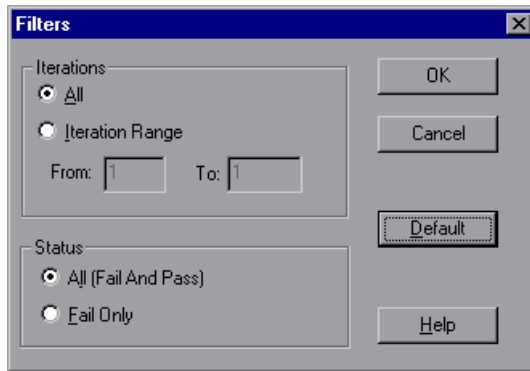 Filters
Iterations
All
Iteration Range
From: 1 To: 1
Status
All (Fail And Pass)
Fail Only
OK
Cancel
Default
Help